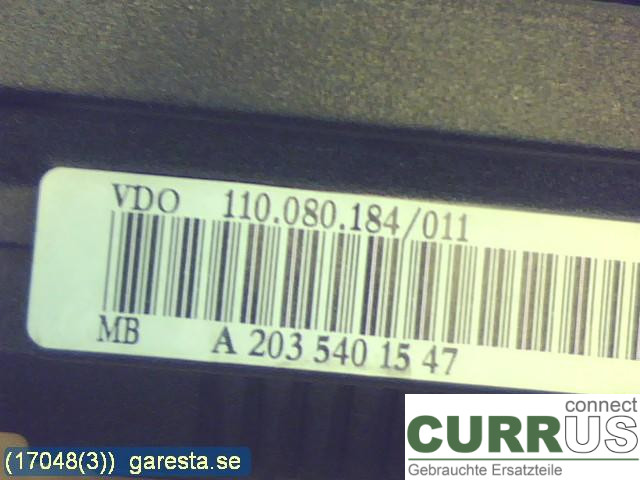 VDO 110.080.184/011
MB A 203 540 15 47
connect
CURRUS
Gebrauchte Ersatzteile
(17048(3)) garesta.se